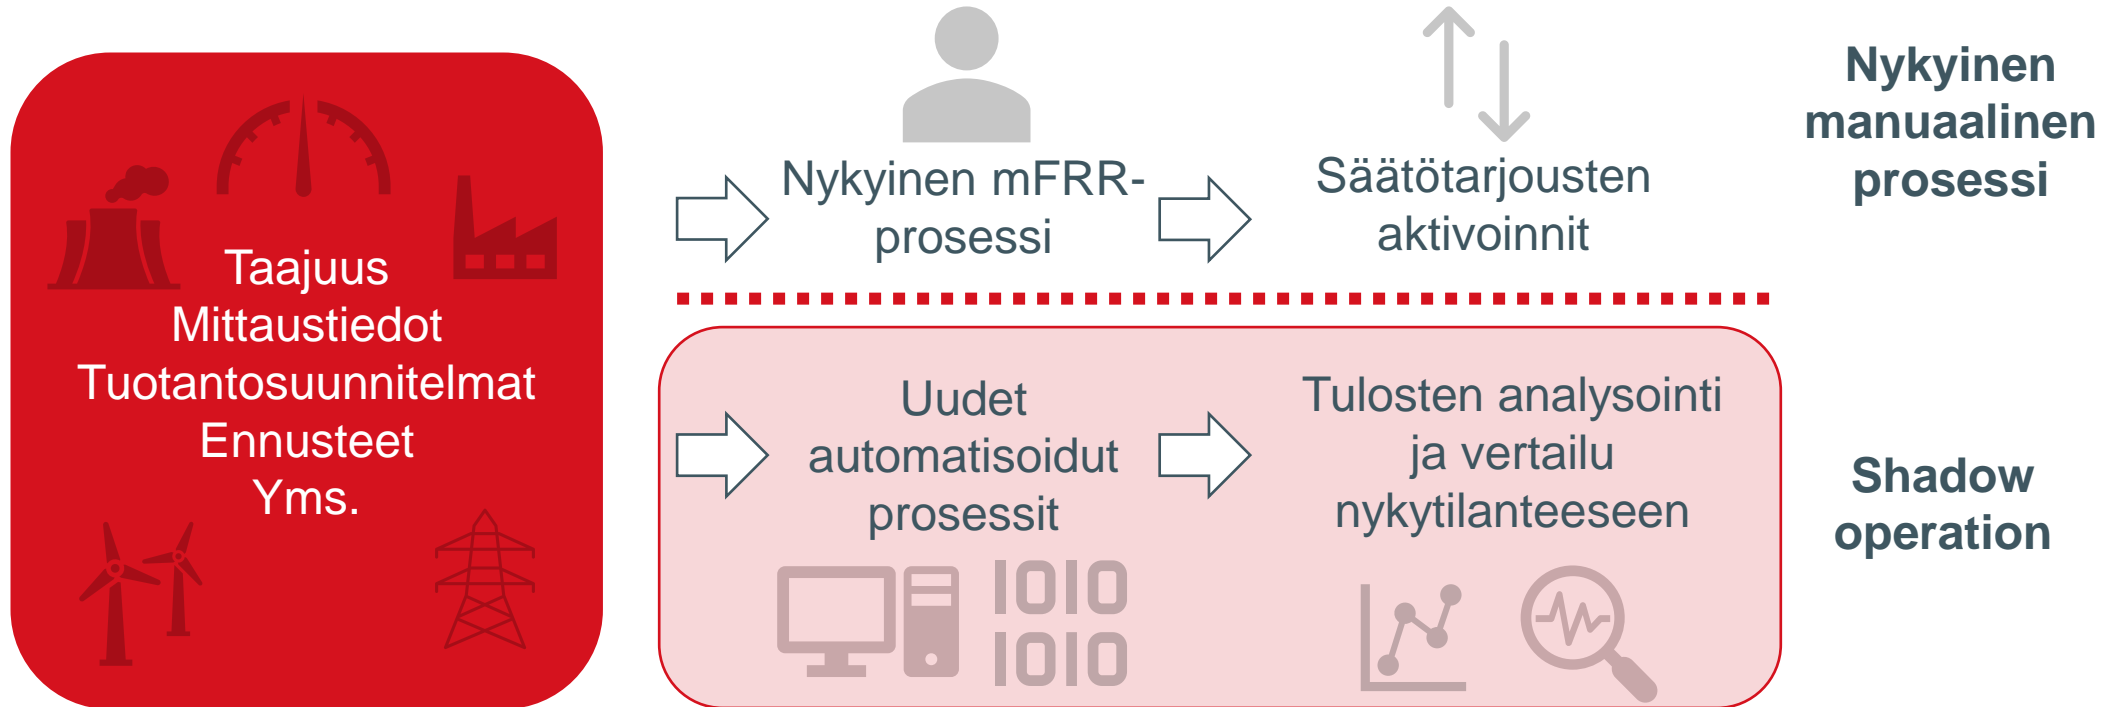 Taajuus
Mittaustiedot
Tuotantosuunnitelmat
Ennusteet
Yms.
Nykyinen mFRR-
prosessi
Säätötarjousten
aktivoinnit
Nykyinen
manuaalinen
prosessi
Uudet
automatisoidut
prosessit
1010
1010
Tulosten analysointi
ja vertailu
nykytilanteeseen
Shadow
operation